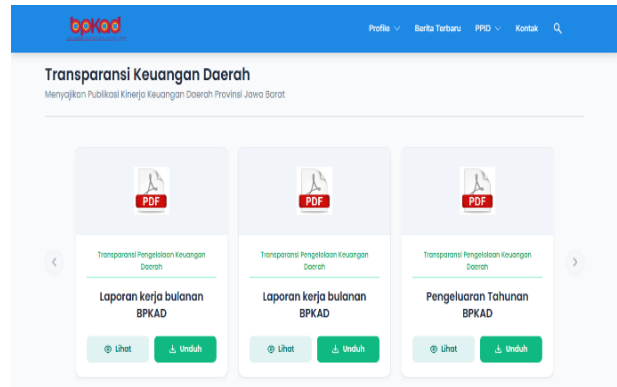 bpkad
Profile
Berita Terbaru
PPID
Kontak
Transparansi Keuangan Daerah
Menyajikan Publikasi Kinerja Keuangan Daerah Provinsi Jawa Barat
PDF
PDF
PDF
Transparansi Pengelolaan Keuangan
Daerah
Laporan kerja bulanan
BPKAD
Lihat
Unduh
Transparansi Pengelolaan Keuangan
Daerah
Laporan kerja bulanan
BPKAD
Lihat
Unduh
Transparansi Pengelolaan Keuangan
Daerah
Pengeluaran Tahunan
BPKAD
Lihat
Unduh